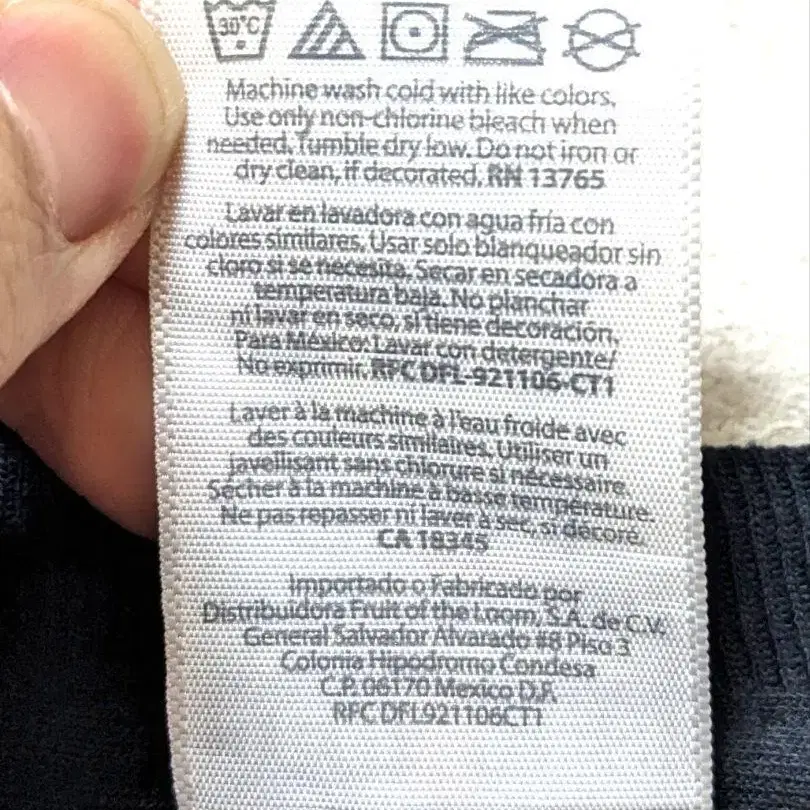 30°C
Machine wash cold with like colors.
Use only non-chlorine bleach when
needed. Tumble dry low. Do not iron or
dry clean, if decorated. RN 13765
Lavar en lavadora con agua fría con
colores similares. Usar solo blanqueador sin
cloro si se necesita. Secar en secadora a
temperatura baja. No planchar
ni lavar en seco, si tiene decoración.
Para México: Lavar con detergente/
No exprimir. RFC DFL-921106-CT1
Laver à la machine à l'eau froide avec
des couleurs similaires. Utiliser un
javellisant sans chlorure si nécessaire.
Sécher à la machine à basse température.
Ne pas repasser ni laver à sec, si décoré.
CA 18345
Importado o Fabricado por
Distribuidora Fruit of the Loom, S.A. de C.V.
General Salvador Alvarado #8 Piso 3
Colonia Hipódromo Condesa
C.P. 06170 Mexico D.F.
RFC DFL921106CT1